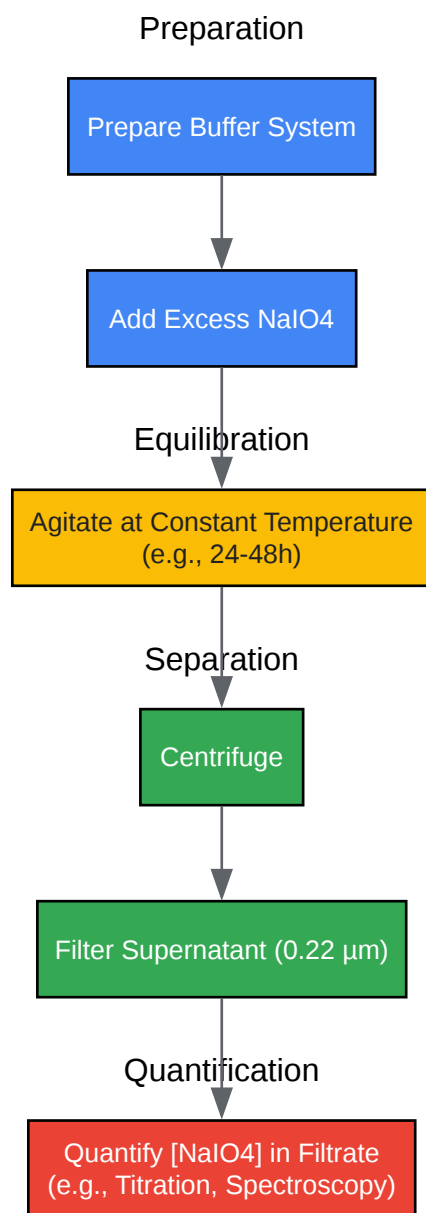 Preparation
Prepare Buffer System
Add Excess NaIO4
Equilibration
Agitate at Constant Temperature
(e.g., 24-48h)
Separation
Centrifuge
Filter Supernatant (0.22 µm)
Quantification
Quantify [NaIO4] in Filtrate
(e.g., Titration, Spectroscopy)